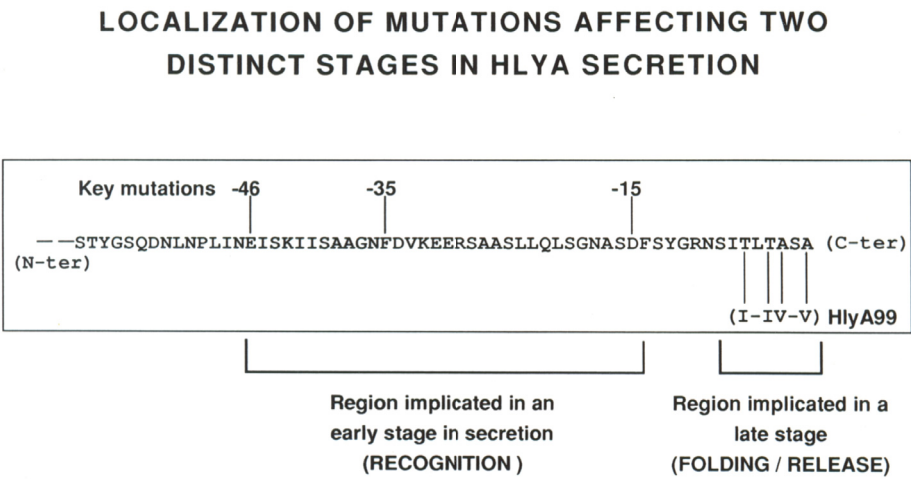 LOCALIZATION OF MUTATIONS AFFECTING TWO
DISTINCT STAGES IN HLYA SECRETION
Key mutations -46 -35 -15
— —STYGSQDNLNPLINEISKIISAAGNFDVKEERSAASLLQLSGNASDFSYGRNSITLTASA (C-ter)
(N-ter)
(I-IV-V) HlyA99
Region implicated in an
early stage in secretion
(RECOGNITION )
Region implicated in a
late stage
(FOLDING / RELEASE)